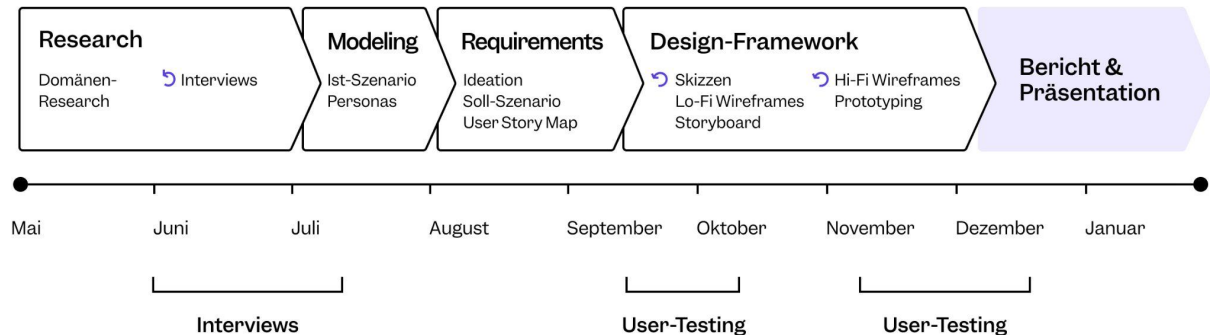 Research
Domänen-
Research
Interviews
Modeling
Ist-Szenario
Personas
Requirements
Ideation
Soll-Szenario
User Story Map
Design-Framework
Skizzen
Lo-Fi Wireframes
Storyboard
Hi-Fi Wireframes
Prototyping
Bericht &
Präsentation
Mai
Juni
Juli
August
September
Oktober
November
Dezember
Januar
Interviews
User-Testing
User-Testing